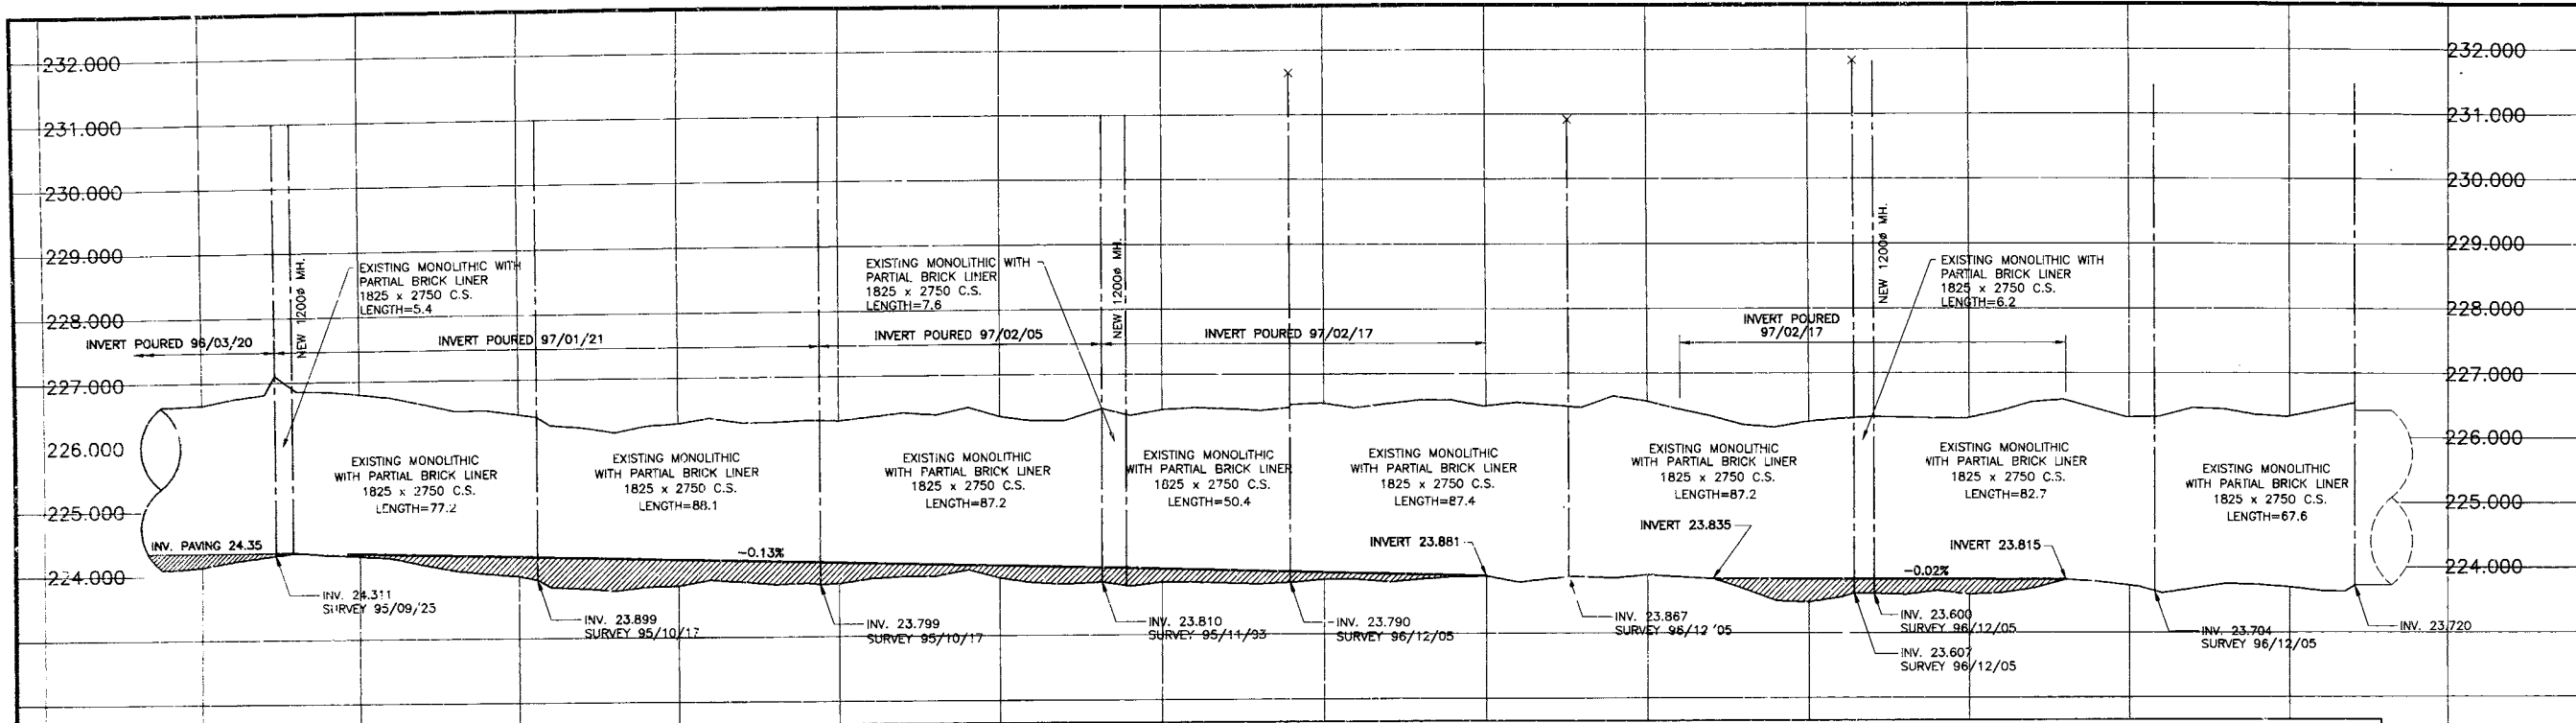 232.000
231.000
230.000
229.000
228.000
227.000
226.000
225.000
224.000
232.000
231.000
230.000
229.000
228.000
227.000
226.000
225.000
224.000
NEW 1200ø MH.
EXISTING MONOLITHIC WITH
PARTIAL BRICK LINER
1825 x 2750 C.S.
LENGTH=5.4
EXISTING MONOLITHIC WITH
PARTIAL BRICK LINER
1825 x 2750 C.S.
LENGTH=7.6
NEW 1200ø MH.
NEW 1200ø MH.
EXISTING MONOLITHIC WITH
PARTIAL BRICK LINER
1825 x 2750 C.S.
LENGTH=6.2
INVERT POURED 96/03/20
INVERT POURED 97/01/21
INVERT POURED 97/02/05
INVERT POURED 97/02/17
INVERT POURED
97/02/17
EXISTING MONOLITHIC
WITH PARTIAL BRICK LINER
1825 x 2750 C.S.
LENGTH=77.2
EXISTING MONOLITHIC
WITH PARTIAL BRICK LINER
1825 x 2750 C.S.
LENGTH=88.1
EXISTING MONOLITHIC
WITH PARTIAL BRICK LINER
1825 x 2750 C.S.
LENGTH=87.2
EXISTING MONOLITHIC
WITH PARTIAL BRICK LINER
1825 x 2750 C.S.
LENGTH=50.4
EXISTING MONOLITHIC
WITH PARTIAL BRICK LINER
1825 x 2750 C.S.
LENGTH=87.4
EXISTING MONOLITHIC
WITH PARTIAL BRICK LINER
1825 x 2750 C.S.
LENGTH=87.2
EXISTING MONOLITHIC
WITH PARTIAL BRICK LINER
1825 x 2750 C.S.
LENGTH=82.7
EXISTING MONOLITHIC
WITH PARTIAL BRICK LINER
1825 x 2750 C.S.
LENGTH=67.6
INV. PAVING 24.35
-0.13%
INVERT 23.881
INVERT 23.835
INVERT 23.815
-0.02%
INV. 24.311
SURVEY 95/09/25
INV. 23.899
SURVEY 95/10/17
INV. 23.799
SURVEY 95/10/17
INV. 23.810
SURVEY 95/11/03
INV. 23.790
SURVEY 96/12/05
INV. 23.867
SURVEY 96/12/05
INV. 23.600
SURVEY 96/12/05
INV. 23.607
SURVEY 96/12/05
INV. 23.704
SURVEY 96/12/05
INV. 23.720